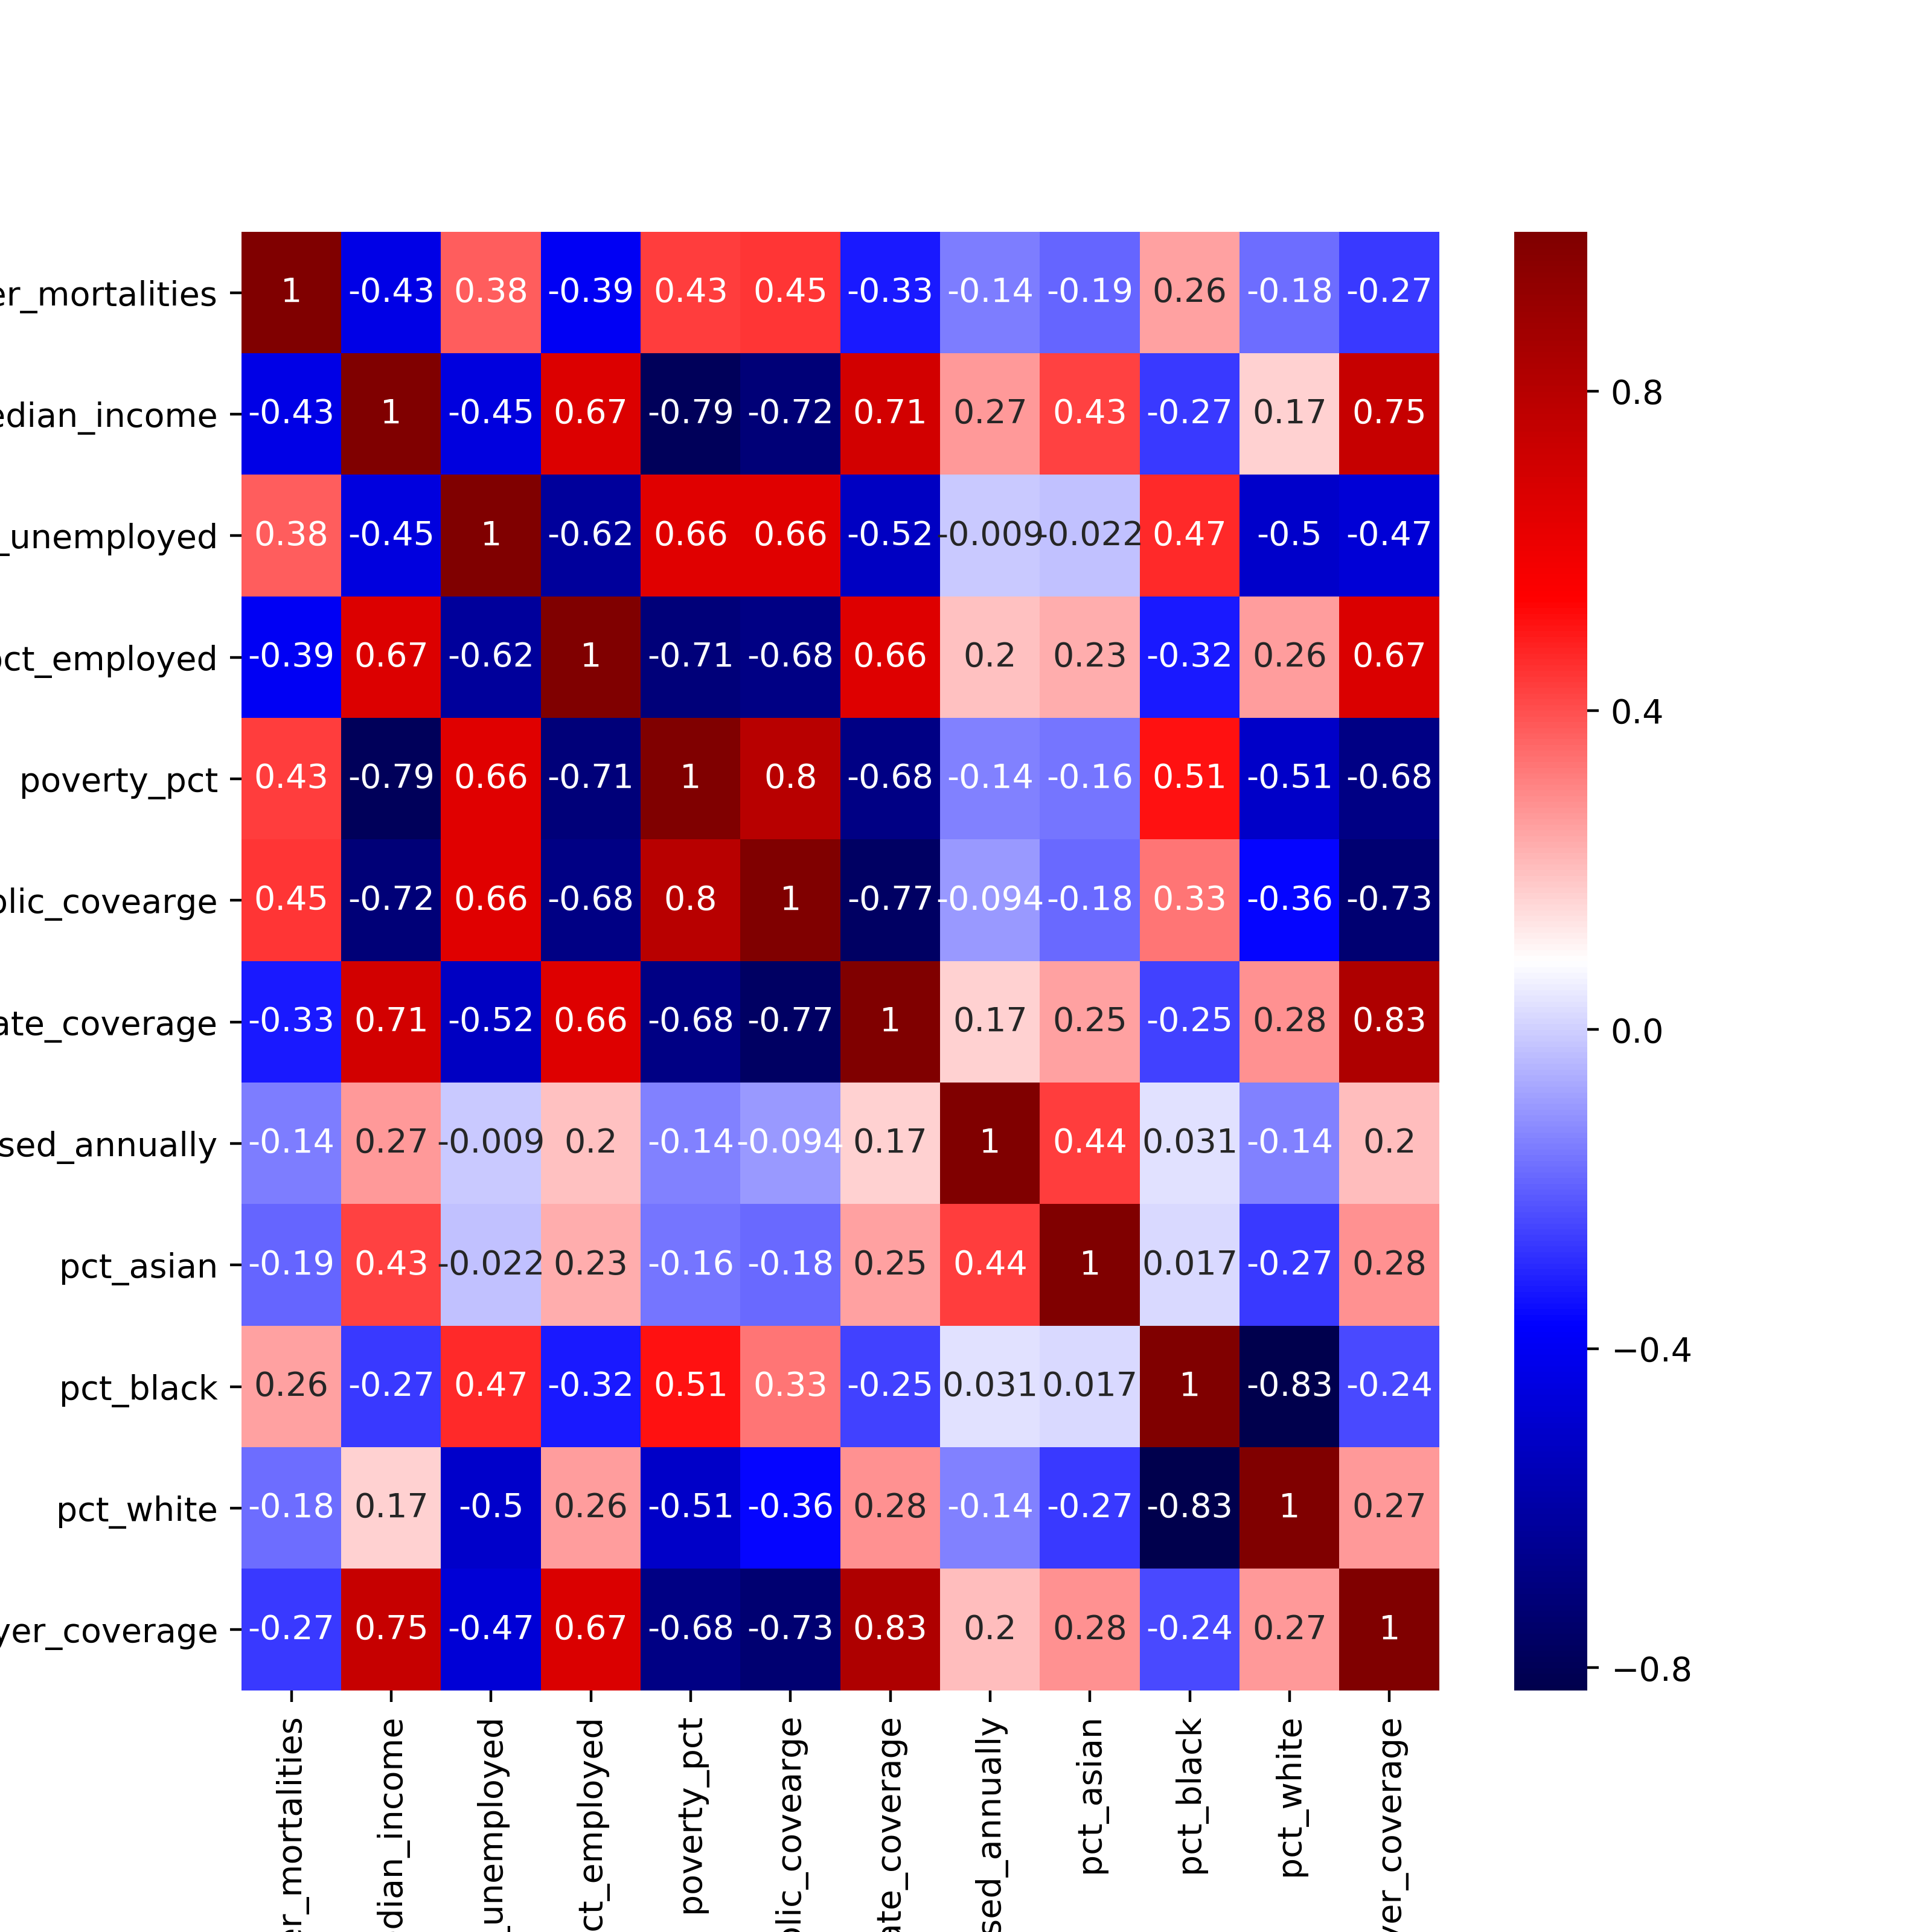 er_mortalities 1 -0.43 0.38 -0.39 0.43 0.45 -0.33 -0.14 -0.19 0.26 -0.18 -0.27
edian_income -0.43 1 -0.45 0.67 -0.79 -0.72 0.71 0.27 0.43 -0.27 0.17 0.75
_unemployed 0.38 -0.45 1 -0.62 0.66 0.66 -0.52 -0.009 -0.022 0.47 -0.5 -0.47
pct_employed -0.39 0.67 -0.62 1 -0.71 -0.68 0.66 0.2 0.23 -0.32 0.26 0.67
poverty_pct 0.43 -0.79 0.66 -0.71 1 0.8 -0.68 -0.14 -0.16 0.51 -0.51 -0.68
blic_covearge 0.45 -0.72 0.66 -0.68 0.8 1 -0.77 -0.094 -0.18 0.33 -0.36 -0.73
ate_coverage -0.33 0.71 -0.52 0.66 -0.68 -0.77 1 0.17 0.25 -0.25 0.28 0.83
sed_annually -0.14 0.27 -0.009 0.2 -0.14 -0.094 0.17 1 0.44 0.031 -0.14 0.2
pct_asian -0.19 0.43 -0.022 0.23 -0.16 -0.18 0.25 0.44 1 0.017 -0.27 0.28
pct_black 0.26 -0.27 0.47 -0.32 0.51 0.33 -0.25 0.031 0.017 1 -0.83 -0.24
pct_white -0.18 0.17 -0.5 0.26 -0.51 -0.36 0.28 -0.14 -0.27 -0.83 1 0.27
yer_coverage -0.27 0.75 -0.47 0.67 -0.68 -0.73 0.83 0.2 0.28 -0.24 0.27 1
er_mortalities
dian_income
_unemployed
ct_employed
poverty_pct
blic_covearge
ate_coverage
sed_annually
pct_asian
pct_black
pct_white
yer_coverage
0.8
0.4
0.0
−0.4
−0.8